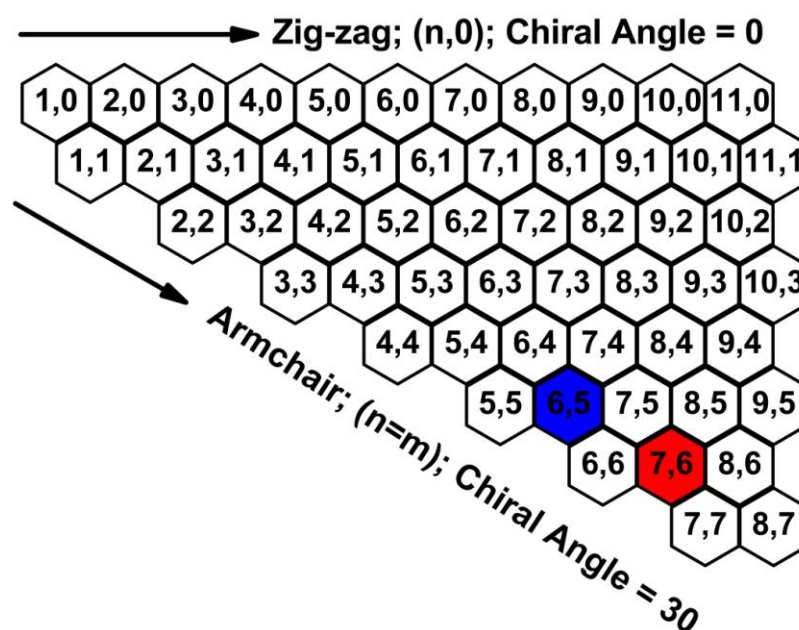 Zig-zag; (n,0); Chiral Angle = 0
1,0 2,0 3,0 4,0 5,0 6,0 7,0 8,0 9,0 10,0 11,0
1,1 2,1 3,1 4,1 5,1 6,1 7,1 8,1 9,1 10,1 11,1
2,2 3,2 4,2 5,2 6,2 7,2 8,2 9,2 10,2
3,3 4,3 5,3 6,3 7,3 8,3 9,3 10,3
4,4 5,4 6,4 7,4 8,4 9,4
5,5 6,5 7,5 8,5 9,5
6,6 7,6 8,6
7,7 8,7
Armchair; (n=m); Chiral Angle = 30